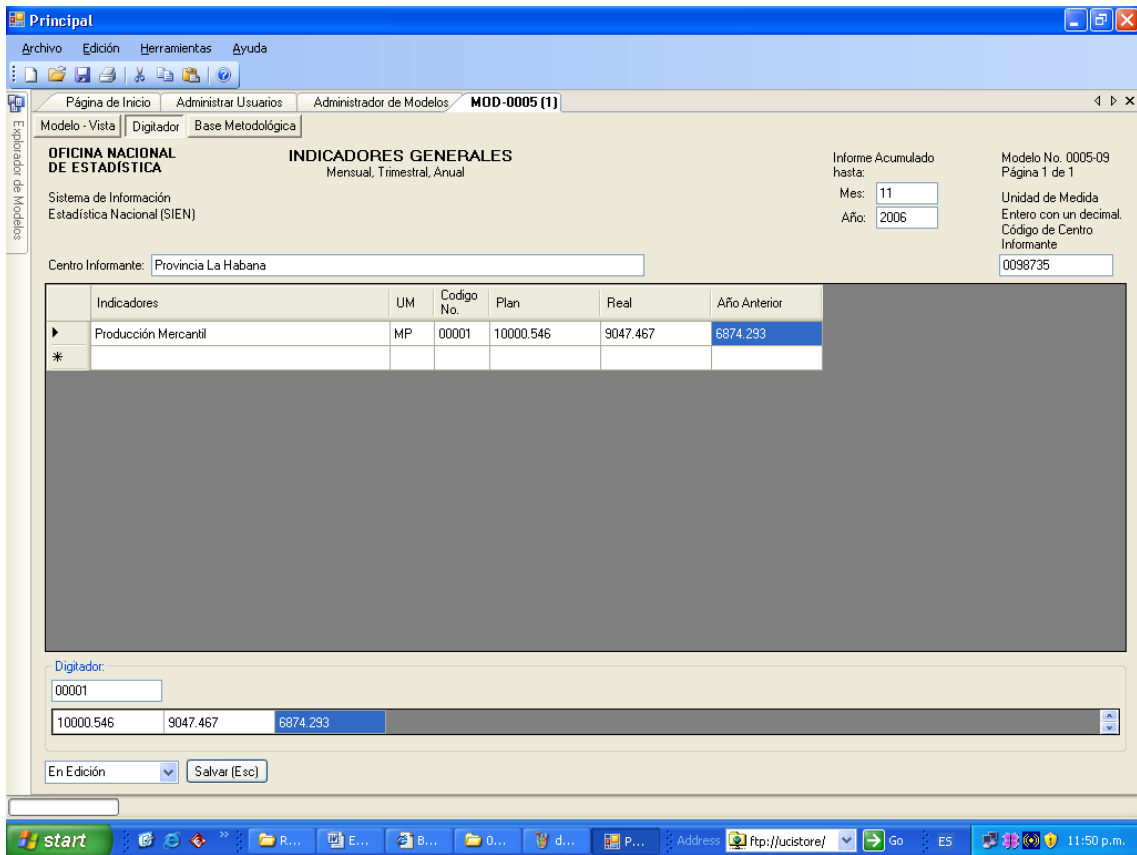 Principal
Archivo Edición Herramientas Ayuda
Página de Inicio Administrar Usuarios Administrador de Modelos MOD-0005 (1)
Explorador de Modelos
Modelo - Vista Digitador Base Metodológica
OFICINA NACIONAL
DE ESTADÍSTICA
Sistema de Información
Estadística Nacional (SIEN)
INDICADORES GENERALES
Mensual, Trimestral, Anual
Informe Acumulado
hasta:
Mes: 11
Año: 2006
Modelo No. 0005-09
Página 1 de 1
Unidad de Medida
Entero con un decimal.
Código de Centro
Informante
0098735
Centro Informante: Provincia La Habana
Indicadores UM Codigo No. Plan Real Año Anterior
Producción Mercantil MP 00001 10000.546 9047.467 6874.293
Digitador:
00001
10000.546 9047.467 6874.293
En Edición Salvar (Esc)
start R... E... B... 0... d... P... Address ftp://ucistore/ Go ES 11:50 p.m.